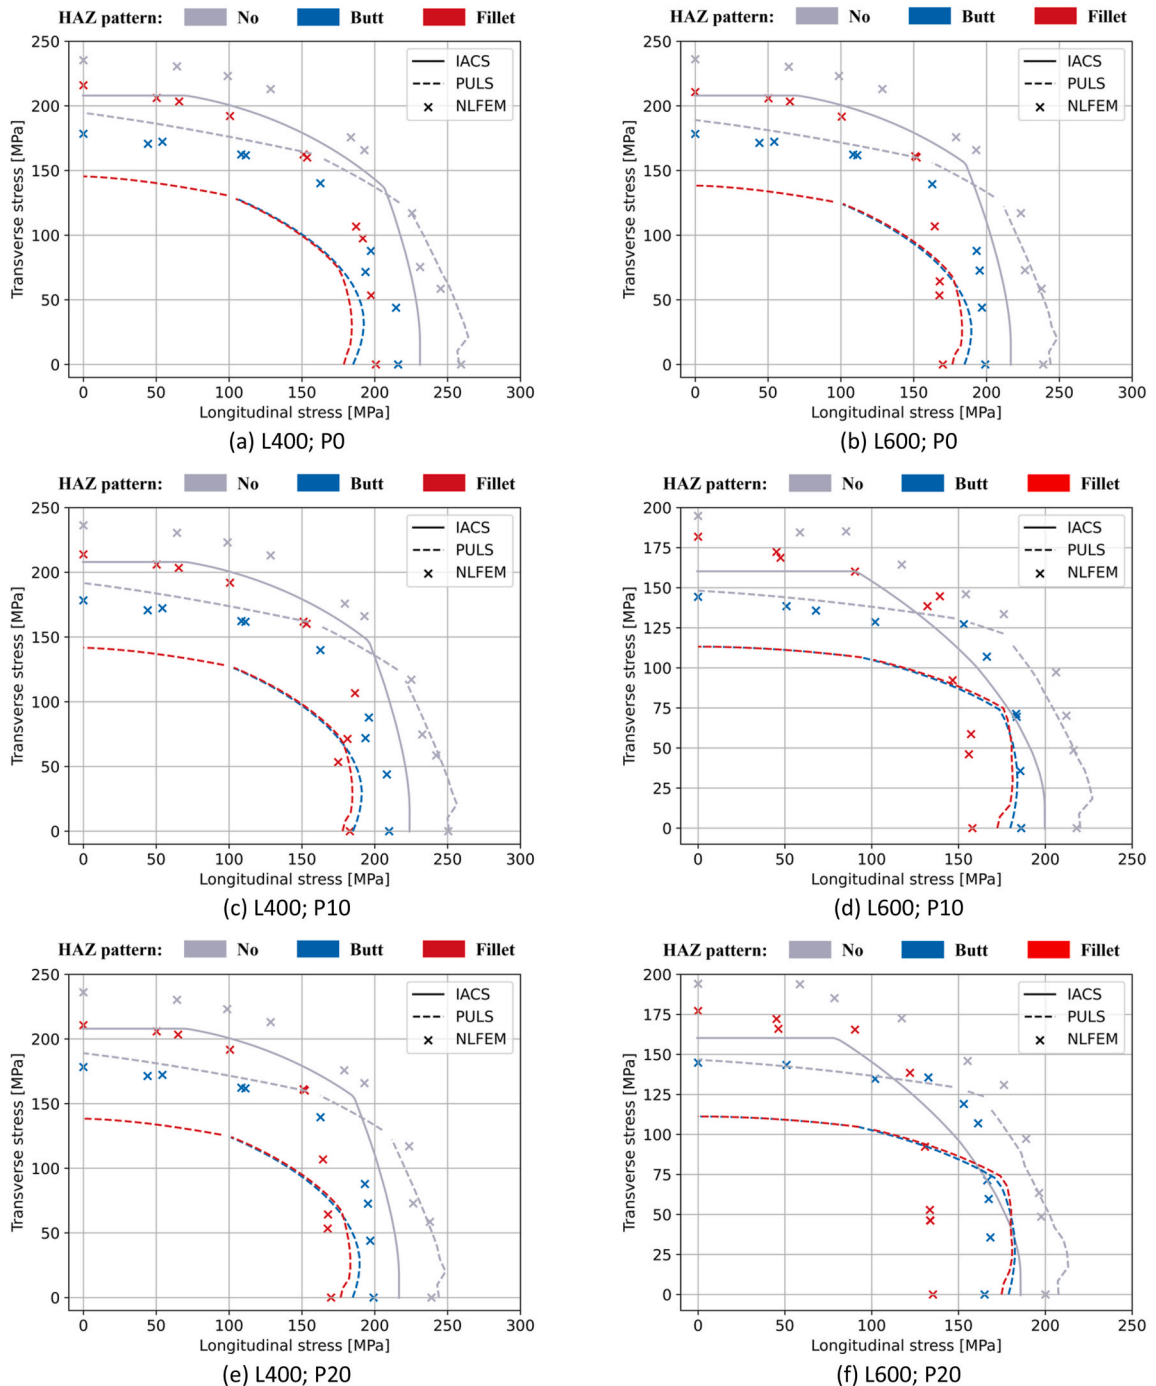 HAZ pattern: No Butt Fillet
HAZ pattern: No Butt Fillet
250
200
150
100
50
0
Transverse stress [MPa]
IACS
PULS
NLFEM
0 50 100 150 200 250 300
Longitudinal stress [MPa]
(a) L400; P0
250
200
150
100
50
0
Transverse stress [MPa]
IACS
PULS
NLFEM
0 50 100 150 200 250 300
Longitudinal stress [MPa]
(b) L600; P0
HAZ pattern: No Butt Fillet
HAZ pattern: No Butt Fillet
250
200
150
100
50
0
Transverse stress [MPa]
IACS
PULS
NLFEM
0 50 100 150 200 250 300
Longitudinal stress [MPa]
(c) L400; P10
200
175
150
125
100
75
50
25
0
Transverse stress [MPa]
IACS
PULS
NLFEM
0 50 100 150 200 250
Longitudinal stress [MPa]
(d) L600; P10
HAZ pattern: No Butt Fillet
HAZ pattern: No Butt Fillet
250
200
150
100
50
0
Transverse stress [MPa]
IACS
PULS
NLFEM
0 50 100 150 200 250 300
Longitudinal stress [MPa]
(e) L400; P20
200
175
150
125
100
75
50
25
0
Transverse stress [MPa]
IACS
PULS
NLFEM
0 50 100 150 200 250
Longitudinal stress [MPa]
(f) L600; P20